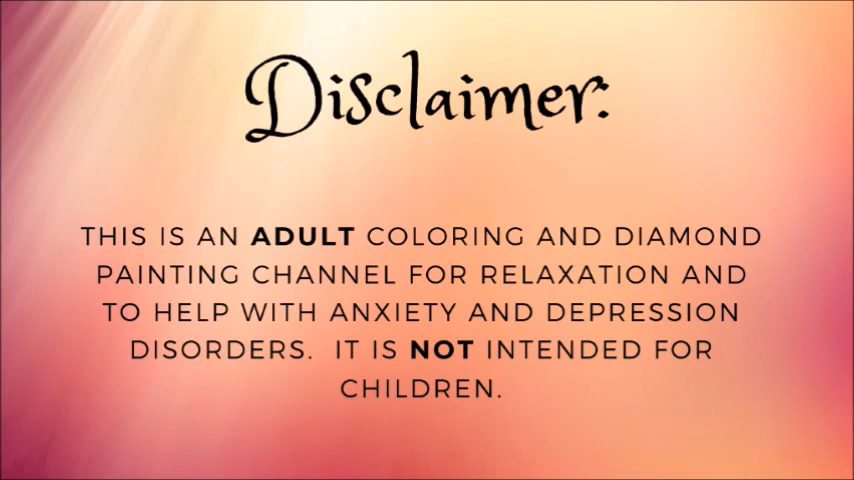 Disclaimer:
THIS IS AN ADULT COLORING AND DIAMOND
PAINTING CHANNEL FOR RELAXATION AND
TO HELP WITH ANXIETY AND DEPRESSION
DISORDERS.  IT IS NOT INTENDED FOR
CHILDREN.